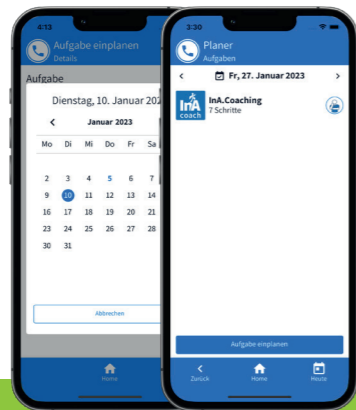 4:13
Aufgabe einplanen
Details
Aufgabe
Dienstag, 10. Januar 202
< Januar 2023
Mo Di Mi Do Fr Sa
2 3 4 5 6 7
9 10 11 12 13 14
16 17 18 19 20 21
23 24 25 26 27 28
30 31
Abbrechen
Home
3:30
Planer
Aufgaben
< Fr, 27. Januar 2023 >
InA
coach
InA.Coaching
7 Schritte
Aufgabe einplanen
Zurück Home Heute